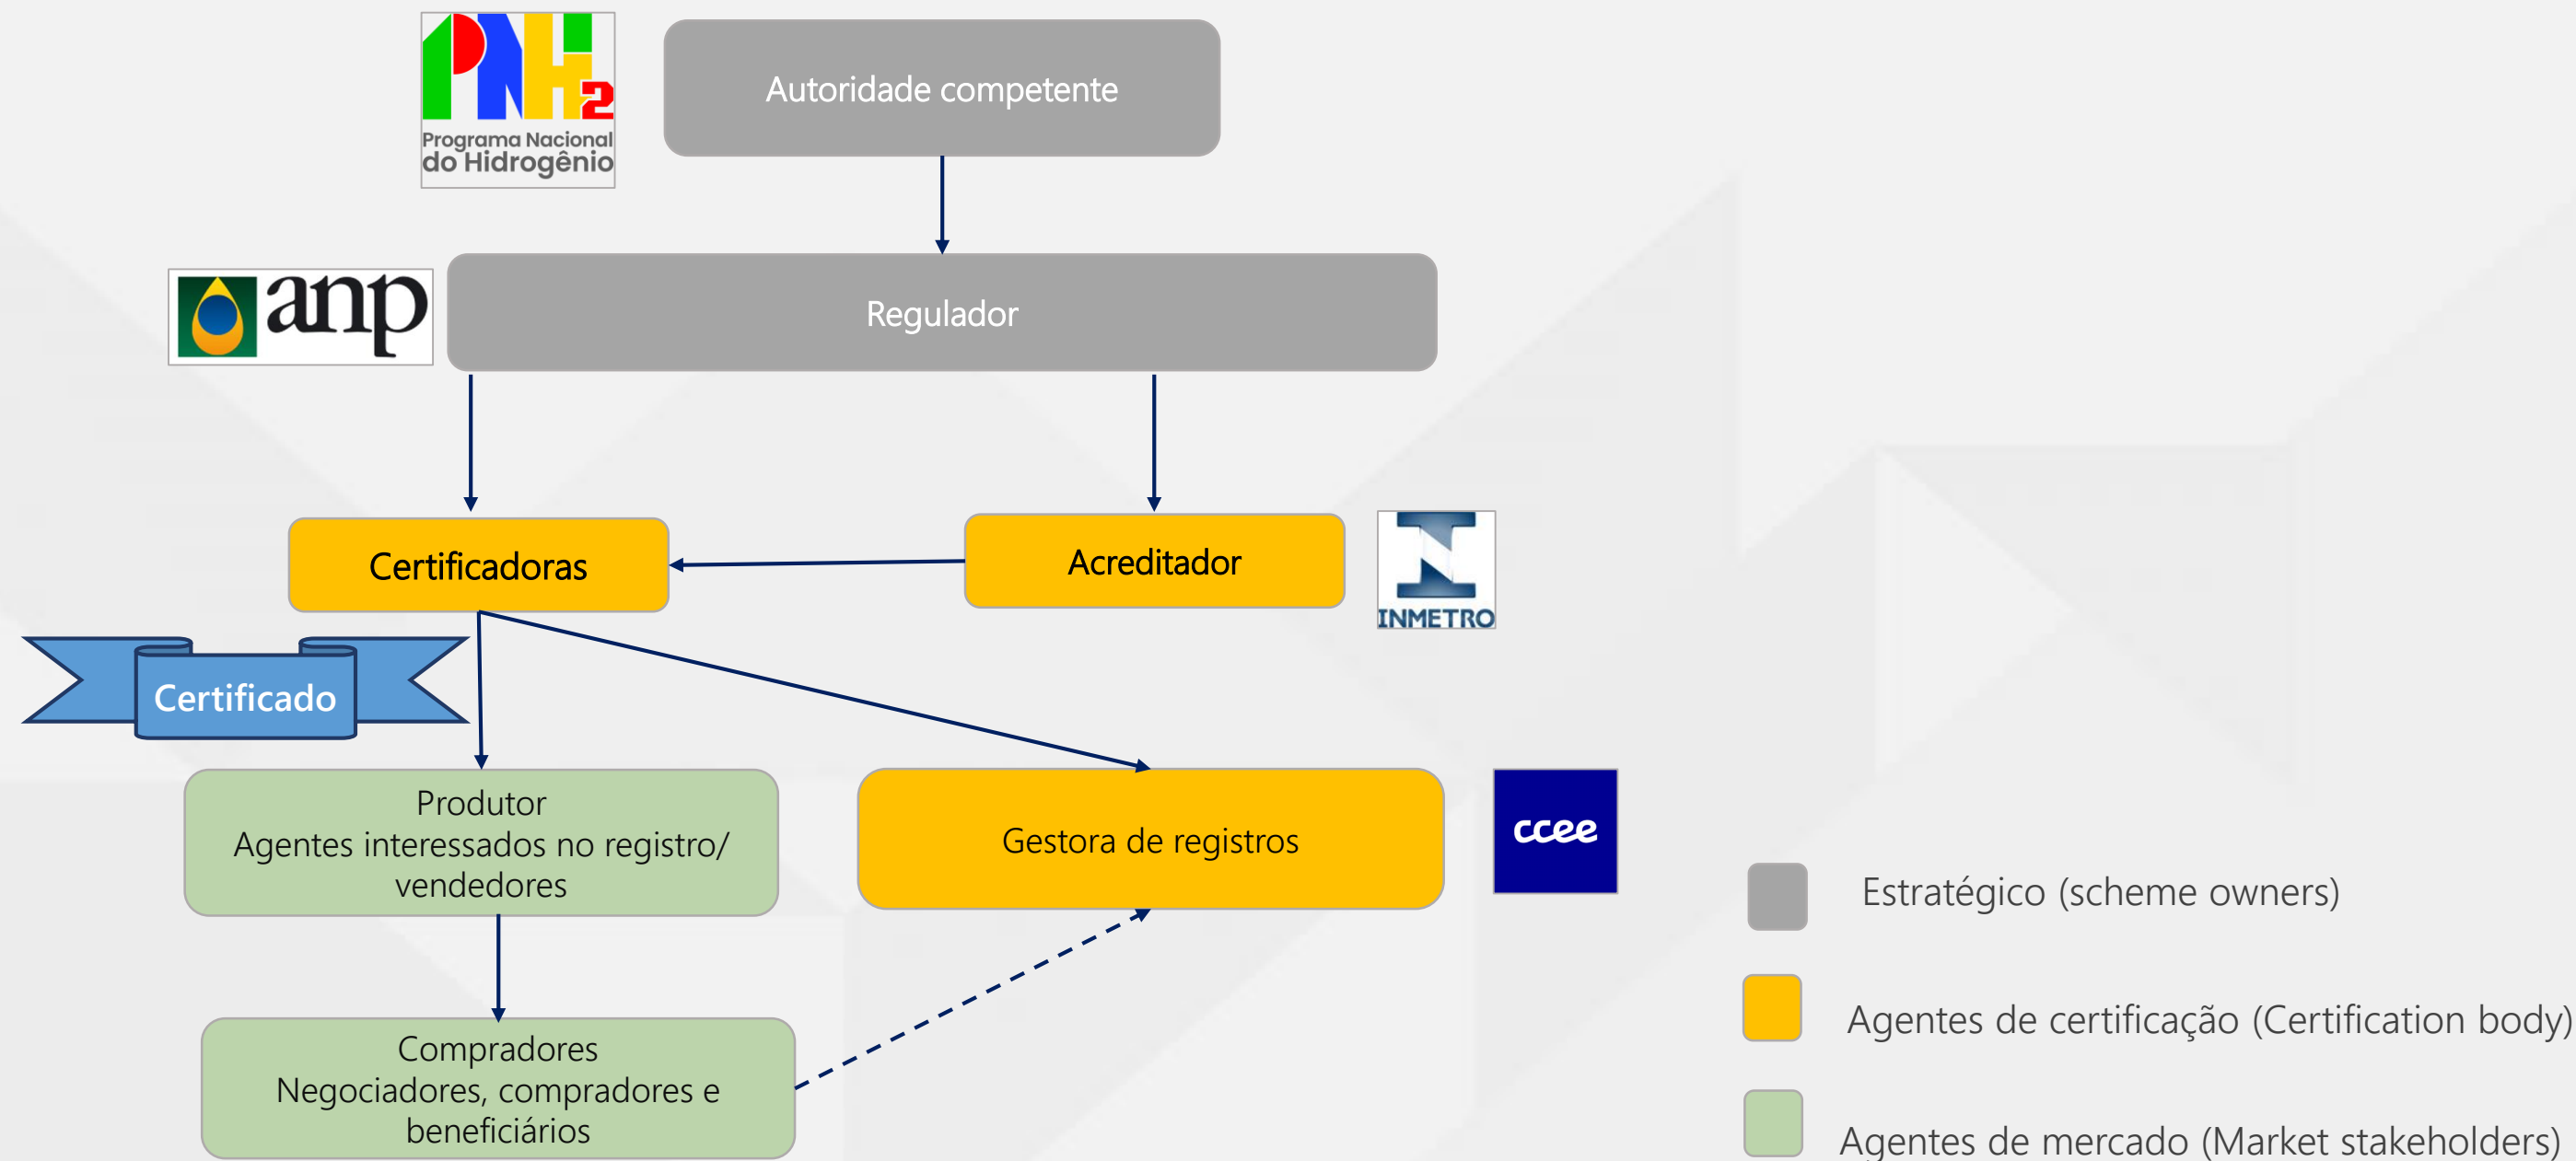 PNH2
Programa Nacional
do Hidrogênio
Autoridade competente
anp
Regulador
Certificadoras
Acreditador
INMETRO
Certificado
Produtor
Agentes interessados no registro/
vendedores
Gestora de registros
ccee
Compradores
Negociadores, compradores e
beneficiários
Estratégico (scheme owners)
Agentes de certificação (Certification body)
Agentes de mercado (Market stakeholders)